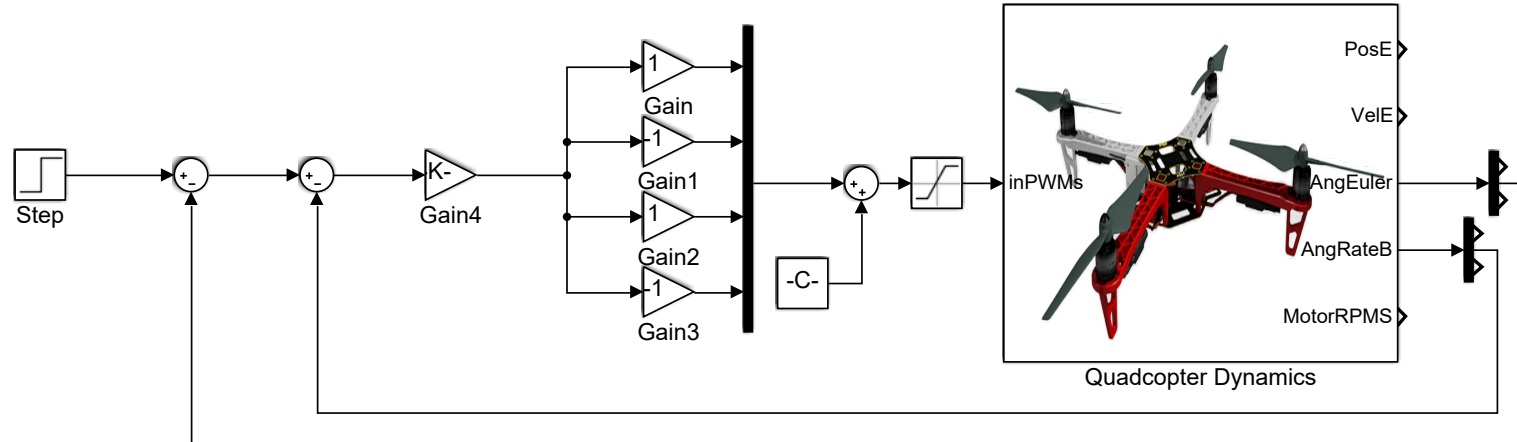 Step
+
−
+
−
K-
Gain4
1
Gain
-1
Gain1
1
Gain2
-1
Gain3
+
+
-C-
inPWMs
PosE
VelE
AngEuler
AngRateB
MotorRPMS
Quadcopter Dynamics